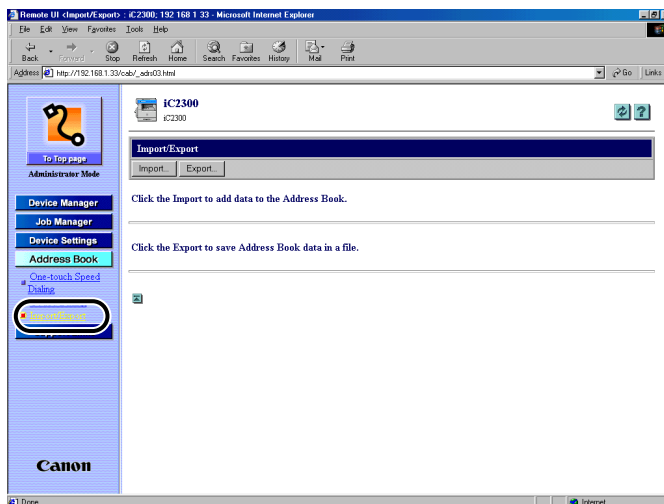 Remote UI <Import/Export> : iC2300; 192 168 1 33 - Microsoft Internet Explorer
File Edit View Favorites Tools Help
Back Forward Stop Refresh Home Search Favorites History Mail Print
Address http://192.168.1.33/cab/_adrs03.html Go Links
iC2300
iC2300
To Top page
Administrator Mode
Import/Export
Import... Export...
Device Manager
Job Manager
Device Settings
Address Book
One-touch Speed
Dialing
Import/Export
Click the Import to add data to the Address Book.
Click the Export to save Address Book data in a file.
Canon
Done Internet